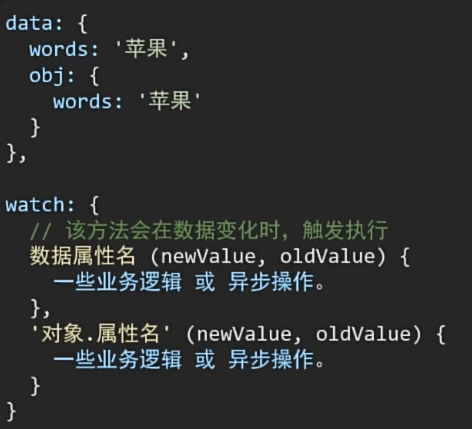 data: {
  words: '苹果',
  obj: {
    words: '苹果'
  }
},
watch: {
  // 该方法会在数据变化时，触发执行
  数据属性名 (newValue, oldValue) {
    一些业务逻辑 或 异步操作。
  },
  '对象.属性名' (newValue, oldValue) {
    一些业务逻辑 或 异步操作。
  }
}